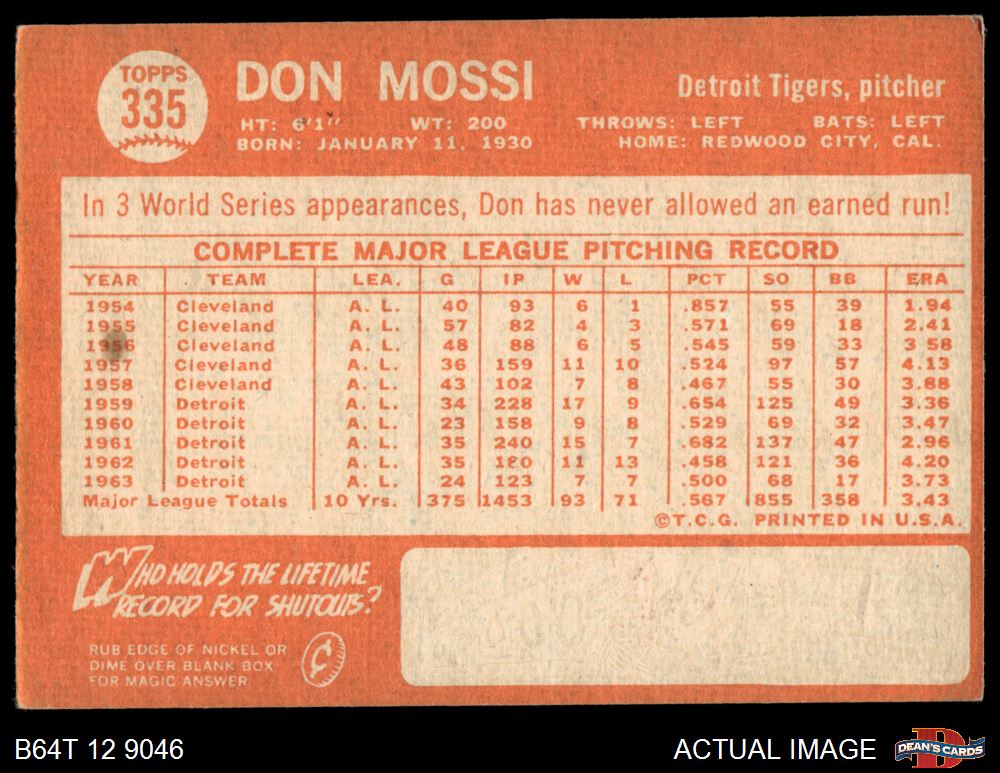 TOPPS
335
DON MOSSI
Detroit Tigers, pitcher
HT: 6'1" WT: 200 THROWS: LEFT BATS: LEFT
BORN: JANUARY 11, 1930 HOME: REDWOOD CITY, CAL.
In 3 World Series appearances, Don has never allowed an earned run!
COMPLETE MAJOR LEAGUE PITCHING RECORD
YEAR TEAM LEA. G IP W L PCT SO BB ERA
1954 Cleveland A. L. 40 93 6 1 .857 55 39 1.94
1955 Cleveland A. L. 57 82 4 3 .571 69 18 2.41
1956 Cleveland A. L. 48 88 6 5 .545 59 33 3.58
1957 Cleveland A. L. 36 159 11 10 .524 97 57 4.13
1958 Cleveland A. L. 43 102 7 8 .467 55 30 3.88
1959 Detroit A. L. 34 228 17 9 .654 125 49 3.36
1960 Detroit A. L. 23 158 9 8 .529 69 32 3.47
1961 Detroit A. L. 35 240 15 7 .682 137 47 2.96
1962 Detroit A. L. 35 180 11 13 .458 121 36 4.20
1963 Detroit A. L. 24 123 7 7 .500 68 17 3.73
Major League Totals 10 Yrs. 375 1453 93 71 .567 855 358 3.43
©T.C.G. PRINTED IN U.S.A.
WHO HOLDS THE LIFETIME
RECORD FOR SHUTOUTS?
RUB EDGE OF NICKEL OR
DIME OVER BLANK BOX
FOR MAGIC ANSWER
¢
B64T 12 9046
ACTUAL IMAGE
DEAN'S CARDS